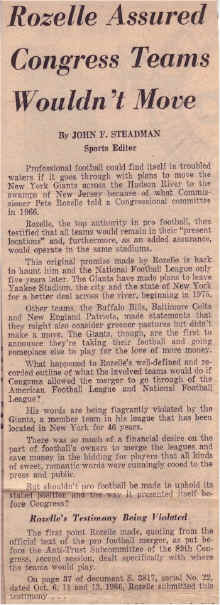 Rozelle Assured
Congress Teams
Wouldn't Move
By JOHN F. STEADMAN
Sports Editor
Professional football could find itself in troubled
waters if it goes through with plans to move the
New York Giants across the Hudson River to the
swamps of New Jersey because of what Commis-
sioner Pete Rozelle told a Congressional committee
in 1966.
Rozelle, the top authority in pro football, then
testified that all teams would remain in their "present
locations" and, furthermore, as an added assurance,
would operate in the same stadiums.
This original promise made by Rozelle is back
to haunt him and the National Football League only
five years later. The Giants have made plans to leave
Yankee Stadium, the city and the state of New York
for a better deal across the river, beginning in 1975.
Other teams, the Buffalo Bills, Baltimore Colts
and New England Patriots, made statements that
they might also consider greener pastures but didn't
make a move. The Giants, though, are the first to
announce they're taking their football and going
someplace else to play for the love of more money.
What happened to Rozelle's well-defined and re-
corded outline of what the involved teams would do if
Congress allowed the merger to go through of the
American Football League and National Football
League?
His words are being flagrantly violated by the
Giants, a member team in his league that has been
located in New York for 46 years.
There was so much of a financial desire on the
part of football's owners to merge the leagues and
save money in the bidding for players that all kinds
of sweet, romantic words were cunningly cooed to the
press and public.
But shouldn't pro football be made to uphold its
stated position and the way it presented itself be-
fore Congress?
Rozelle's Testimony Being Violated
The first point Rozelle made, quoting from the
official text of the pro football merger, as put be-
fore the Anti-Trust Subcommittee of the 89th Con-
gress, second session, dealt specifically with where
the teams would play.
On page 37 of document S. 3817, serial No. 22,
dated Oct. 6, 11 and 13, 1966, Rozelle submitted this
testimony